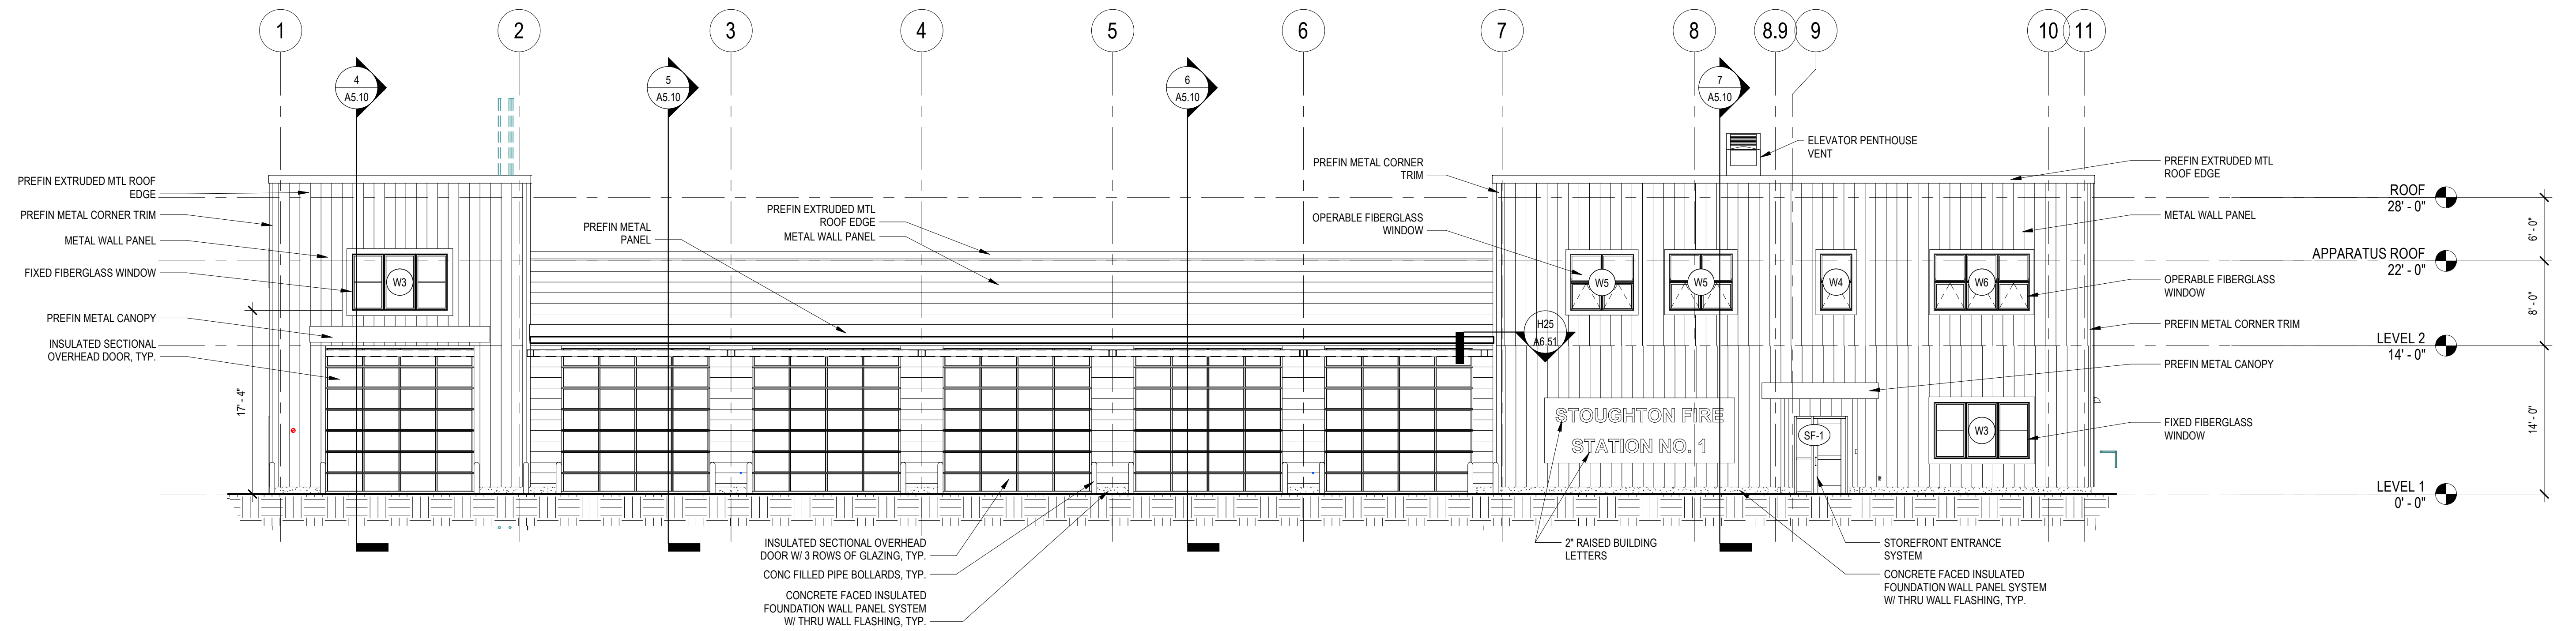 1 2 3 4 5 6 7 8 8.9 9 10 11
4
A5.10
5
A5.10
6
A5.10
7
A5.10
PREFIN EXTRUDED MTL ROOF
EDGE
PREFIN METAL CORNER TRIM
METAL WALL PANEL
FIXED FIBERGLASS WINDOW
PREFIN METAL CANOPY
INSULATED SECTIONAL
OVERHEAD DOOR, TYP.
17' - 4"
W3
PREFIN METAL
PANEL
PREFIN EXTRUDED MTL
ROOF EDGE
METAL WALL PANEL
PREFIN METAL CORNER
TRIM
OPERABLE FIBERGLASS
WINDOW
H25
A6.51
W5
W5
W4
W6
ELEVATOR PENTHOUSE
VENT
STOUGHTON FIRE
STATION NO. 1
SF-1
W3
PREFIN EXTRUDED MTL
ROOF EDGE
METAL WALL PANEL
OPERABLE FIBERGLASS
WINDOW
PREFIN METAL CORNER TRIM
PREFIN METAL CANOPY
FIXED FIBERGLASS
WINDOW
ROOF
28' - 0"
6' - 0"
APPARATUS ROOF
22' - 0"
8' - 0"
LEVEL 2
14' - 0"
14' - 0"
LEVEL 1
0' - 0"
INSULATED SECTIONAL OVERHEAD
DOOR W/ 3 ROWS OF GLAZING, TYP.
CONC FILLED PIPE BOLLARDS, TYP.
CONCRETE FACED INSULATED
FOUNDATION WALL PANEL SYSTEM
W/ THRU WALL FLASHING, TYP.
2" RAISED BUILDING
LETTERS
STOREFRONT ENTRANCE
SYSTEM
CONCRETE FACED INSULATED
FOUNDATION WALL PANEL SYSTEM
W/ THRU WALL FLASHING, TYP.